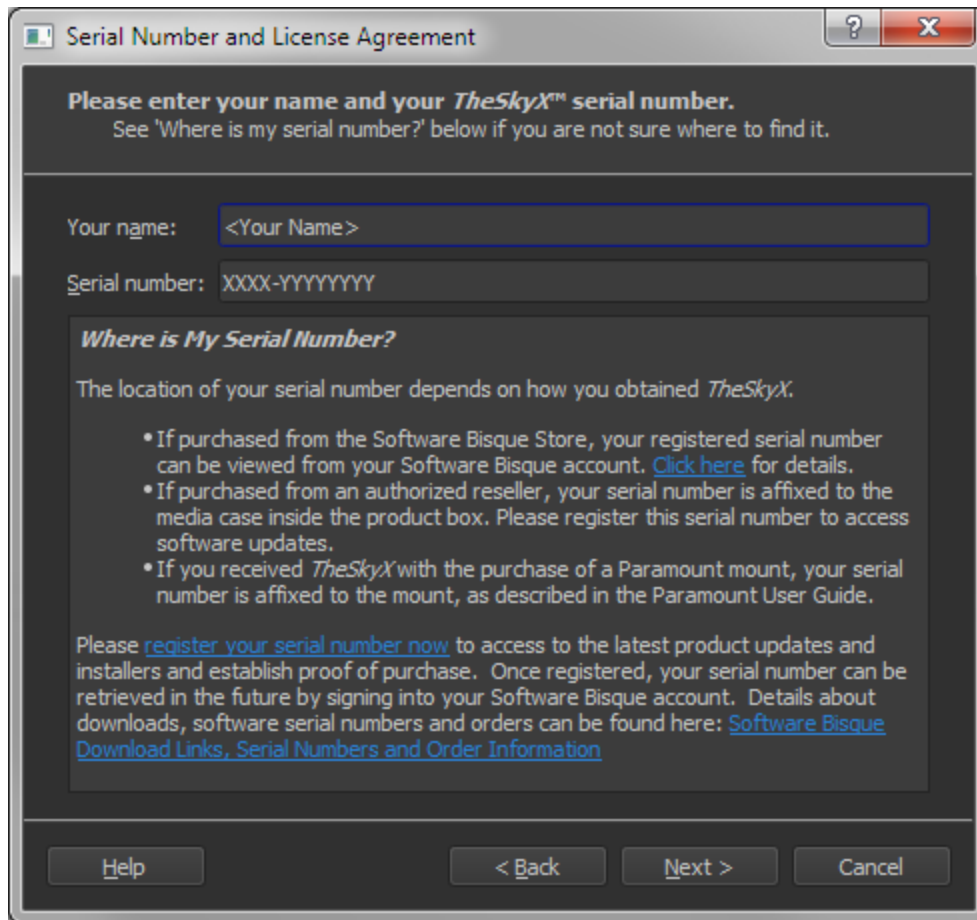 Serial Number and License Agreement
Please enter your name and your TheSkyX™ serial number.
See 'Where is my serial number?' below if you are not sure where to find it.
Your name:
<Your Name>
Serial number:
XXXX-YYYYYYYY
Where is My Serial Number?
The location of your serial number depends on how you obtained TheSkyX.
• If purchased from the Software Bisque Store, your registered serial number
can be viewed from your Software Bisque account. Click here for details.
• If purchased from an authorized reseller, your serial number is affixed to the
media case inside the product box. Please register this serial number to access
software updates.
• If you received TheSkyX with the purchase of a Paramount mount, your serial
number is affixed to the mount, as described in the Paramount User Guide.
Please register your serial number now to access to the latest product updates and
installers and establish proof of purchase.  Once registered, your serial number can be
retrieved in the future by signing into your Software Bisque account.  Details about
downloads, software serial numbers and orders can be found here: Software Bisque
Download Links, Serial Numbers and Order Information
Help
< Back
Next >
Cancel